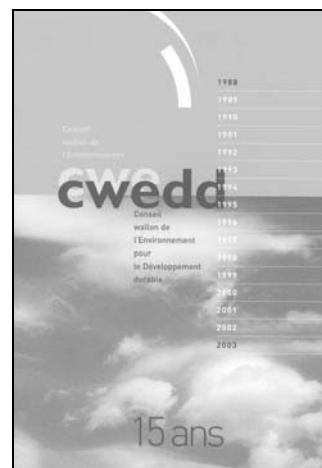 Conseil
wallon de
l'Environnement
cwe
cwedd
Conseil
wallon de
l'Environnement
pour
le Développement
durable
1988
1989
1990
1991
1992
1993
1994
1995
1996
1997
1998
1999
2000
2001
2002
2003
15 ans